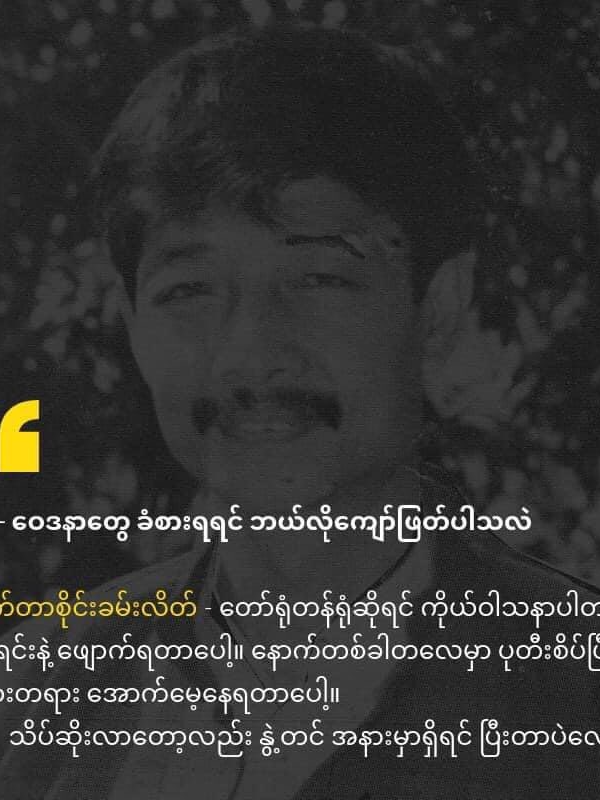 - ဝေဒနာတွေ ခံစားရရင် ဘယ်လိုကျော်ဖြတ်ပါသလဲ
စိုင်းခမ်းလိတ် - တော်ရုံတန်ရုံဆိုရင် ကိုယ်ဝါသနာပါတ
ရင်းနဲ့ ဖျောက်ရတာပေါ့။ နောက်တစ်ခါတလေမှာ ပုတီးစိပ်ပြီ
တရား အောက်မေ့နေရတာပေါ့။
သိပ်ဆိုးလာတော့လည်း နွဲ့တင် အနားမှာရှိရင် ပြီးတာပဲလေ